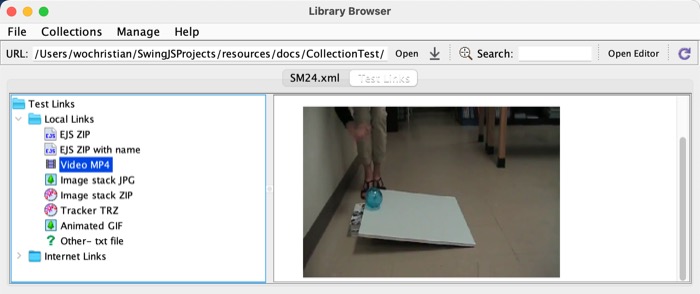 Library Browser
File Collections Manage Help
URL: /Users/wochristian/SwingJSProjects/resources/docs/CollectionTest/ Open Search: Open Editor
SM24.xml Test Links
Test Links
Local Links
EJS ZIP
EJS ZIP with name
Video MP4
Image stack JPG
Image stack ZIP
Tracker TRZ
Animated GIF
? Other- txt file
Internet Links